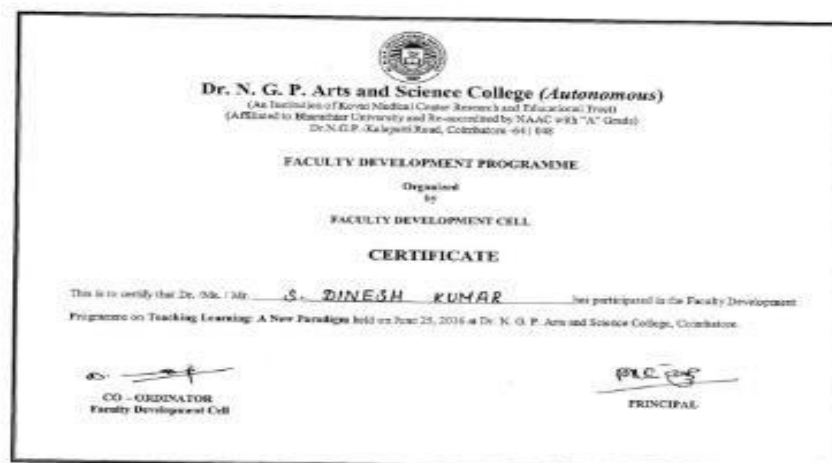 Dr. N. G. P. Arts and Science College (Autonomous)
(An Institution of Kovai Medical Center Research and Educational Trust)
(Affiliated to Bharathiar University and Re-accredited by NAAC with "A" Grade)
Dr.N.G.P.-Kalapatti Road, Coimbatore -641 048
FACULTY DEVELOPMENT PROGRAMME
Organized
by
FACULTY DEVELOPMENT CELL
CERTIFICATE
This is to certify that Dr. /Ms. / Mr. S. DINESH KUMAR has participated in the Faculty Development
Programme on Teaching Learning: A New Paradigm held on June 25, 2016 at Dr. N. G. P. Arts and Science College, Coimbatore.
CO - ORDINATOR
Faculty Development Cell
PRINCIPAL